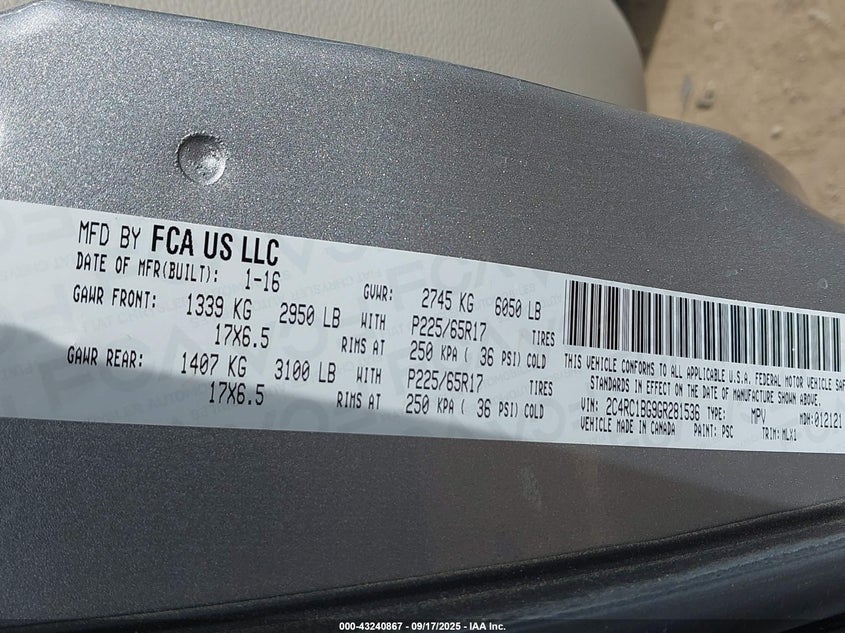 MFD BY FCA US LLC
DATE OF MFR(BUILT): 1-16
GAWR FRONT: 1339 KG 2950 LB WITH P225/65R17 TIRES
17X6.5 RIMS AT 250 KPA ( 36 PSI) COLD
GAWR REAR: 1407 KG 3100 LB WITH P225/65R17 TIRES
17X6.5 RIMS AT 250 KPA ( 36 PSI) COLD
GVWR: 2745 KG 6050 LB
THIS VEHICLE CONFORMS TO ALL APPLICABLE U.S.A. FEDERAL MOTOR VEHICLE SAF
STANDARDS IN EFFECT ON THE DATE OF MANUFACTURE SHOWN ABOVE.
VIN: 2C4RC1BG9GR281536 TYPE: MPV MDH:012121
VEHICLE MADE IN CANADA PAINT: PSC TRIM: MLX1
000-43240867 - 09/17/2025 - IAA Inc.